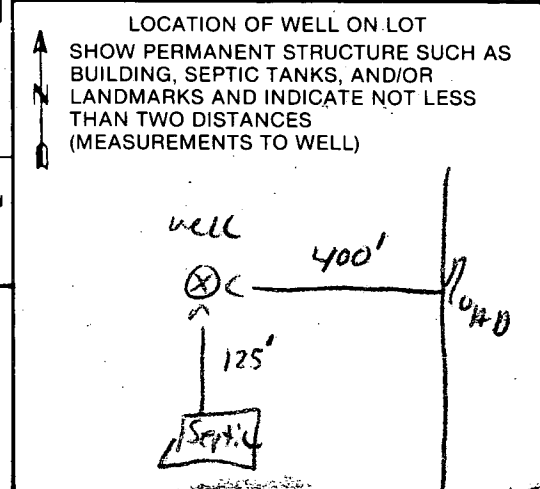 LOCATION OF WELL ON LOT
SHOW PERMANENT STRUCTURE SUCH AS
BUILDING, SEPTIC TANKS, AND/OR
LANDMARKS AND INDICATE NOT LESS
THAN TWO DISTANCES
(MEASUREMENTS TO WELL)
N
well
400'
ROAD
125'
Septic